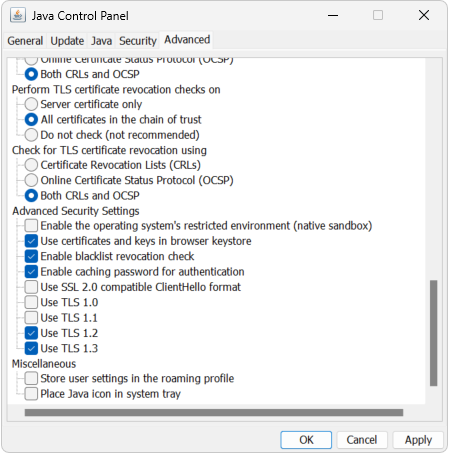 Java Control Panel
General Update Java Security Advanced
Online Certificate Status Protocol (OCSP)
Both CRLs and OCSP
Perform TLS certificate revocation checks on
Server certificate only
All certificates in the chain of trust
Do not check (not recommended)
Check for TLS certificate revocation using
Certificate Revocation Lists (CRLs)
Online Certificate Status Protocol (OCSP)
Both CRLs and OCSP
Advanced Security Settings
Enable the operating system's restricted environment (native sandbox)
Use certificates and keys in browser keystore
Enable blacklist revocation check
Enable caching password for authentication
Use SSL 2.0 compatible ClientHello format
Use TLS 1.0
Use TLS 1.1
Use TLS 1.2
Use TLS 1.3
Miscellaneous
Store user settings in the roaming profile
Place Java icon in system tray
OK Cancel Apply